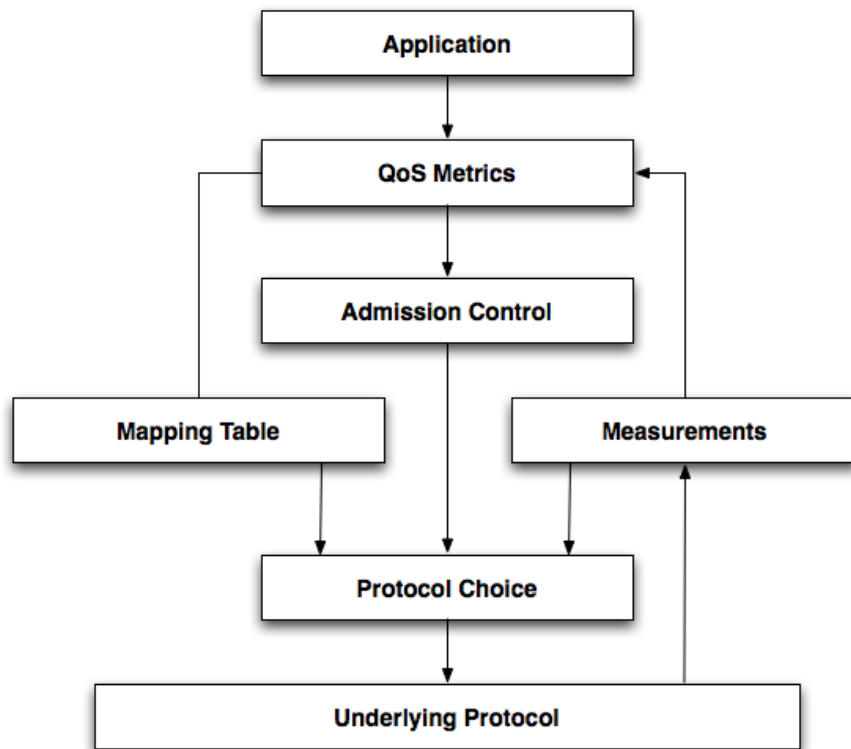 Application
QoS Metrics
Admission Control
Mapping Table
Measurements
Protocol Choice
Underlying Protocol